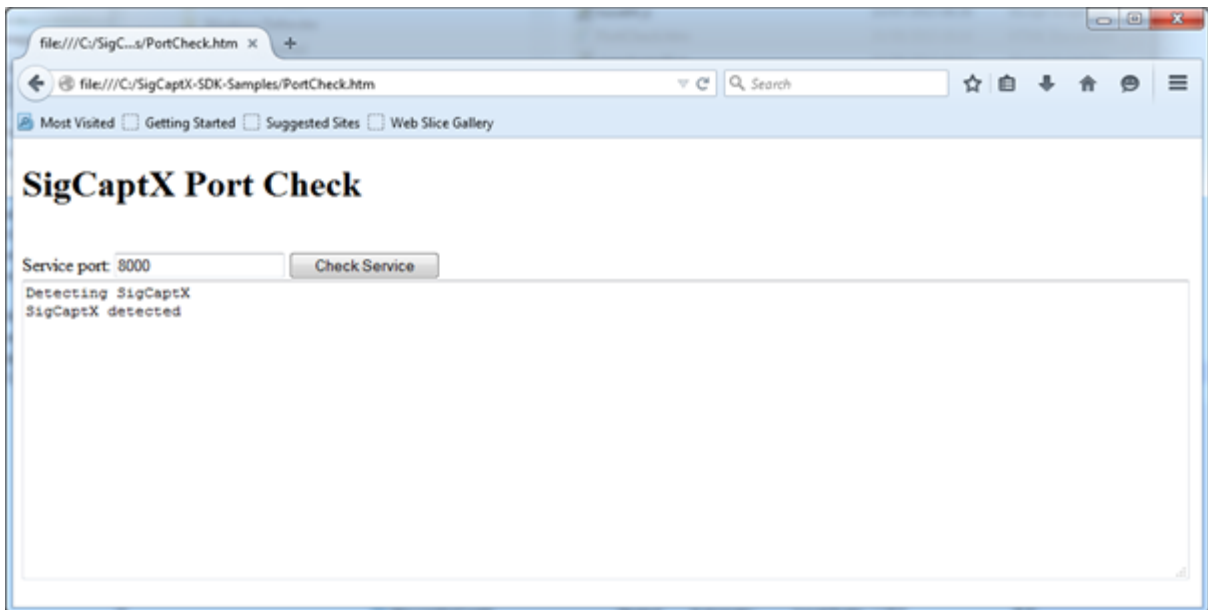 file:///C:/SigC...s/PortCheck.htm
file:///C:/SigCaptX-SDK-Samples/PortCheck.htm Search
Most Visited Getting Started Suggested Sites Web Slice Gallery
SigCaptX Port Check
Service port: 8000 Check Service
Detecting SigCaptX
SigCaptX detected